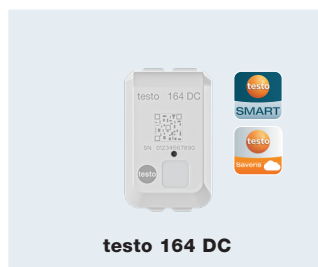 testo 164 DC
SN: 01234567890
testo
testo
SMART
testo
Saveris
testo 164 DC